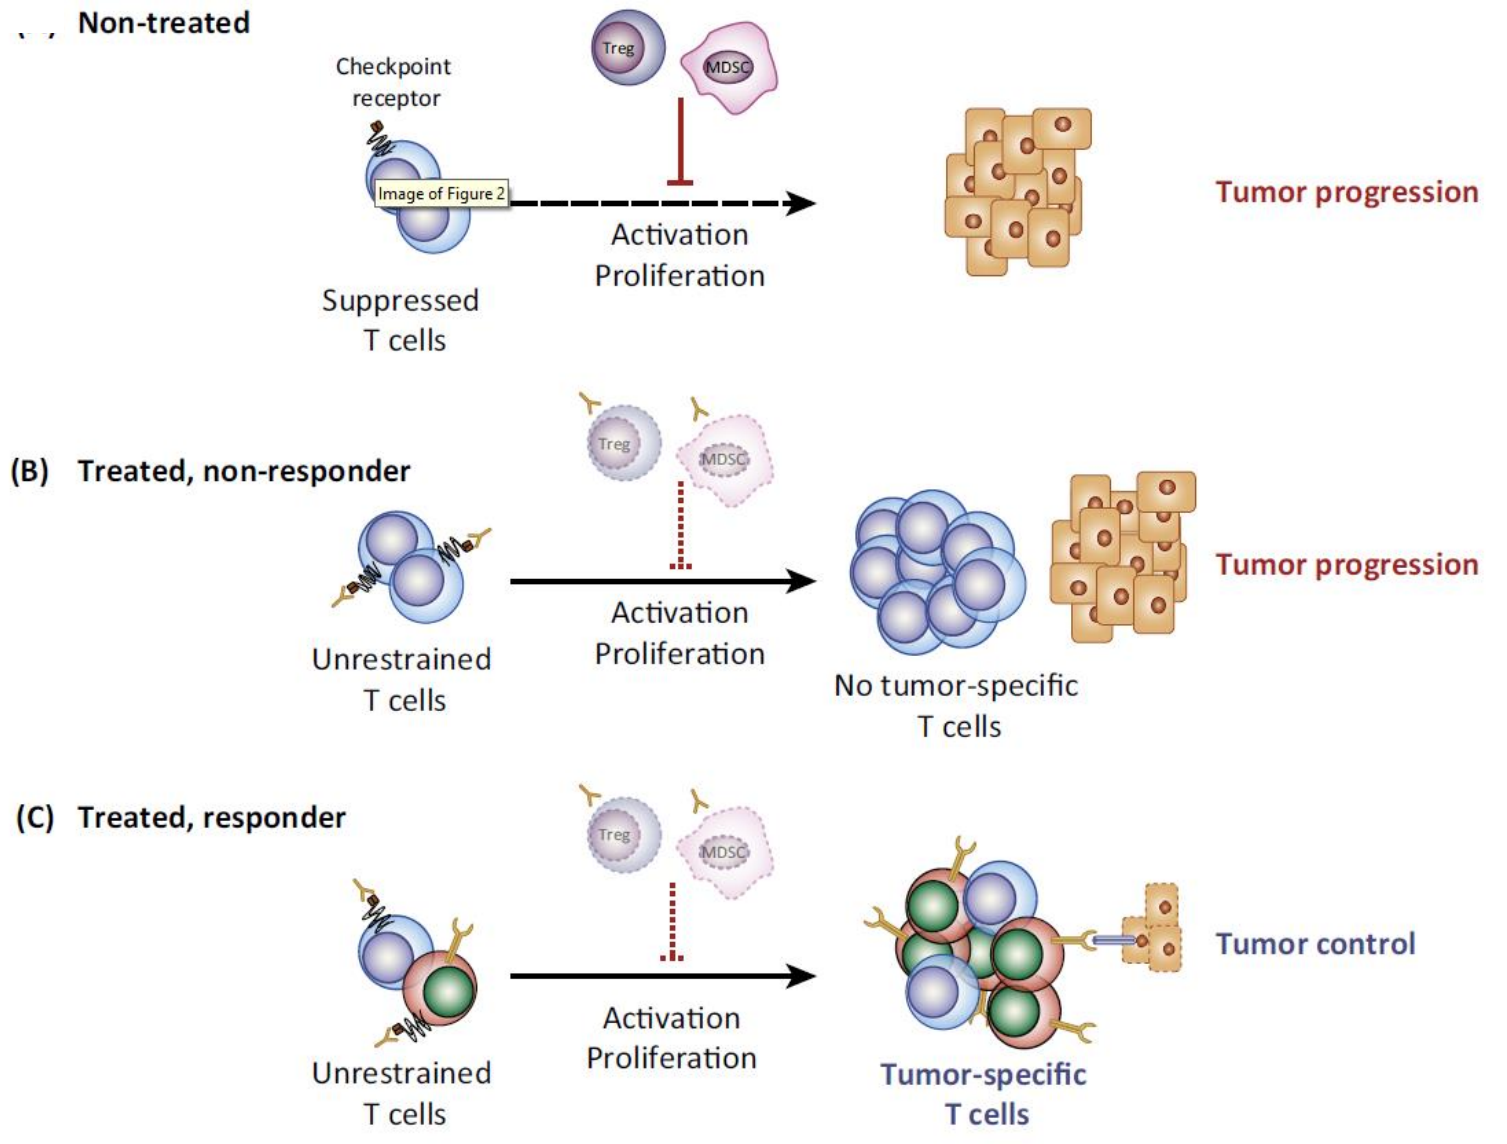 Non-treated
Treg
MDSC
Checkpoint
receptor
Image of Figure 2
Activation
Proliferation
Tumor progression
Suppressed
T cells
(B) Treated, non-responder
Treg
MDSC
Activation
Proliferation
Tumor progression
Unrestrained
T cells
No tumor-specific
T cells
(C) Treated, responder
Treg
MDSC
Activation
Proliferation
Tumor control
Unrestrained
T cells
Tumor-specific
T cells